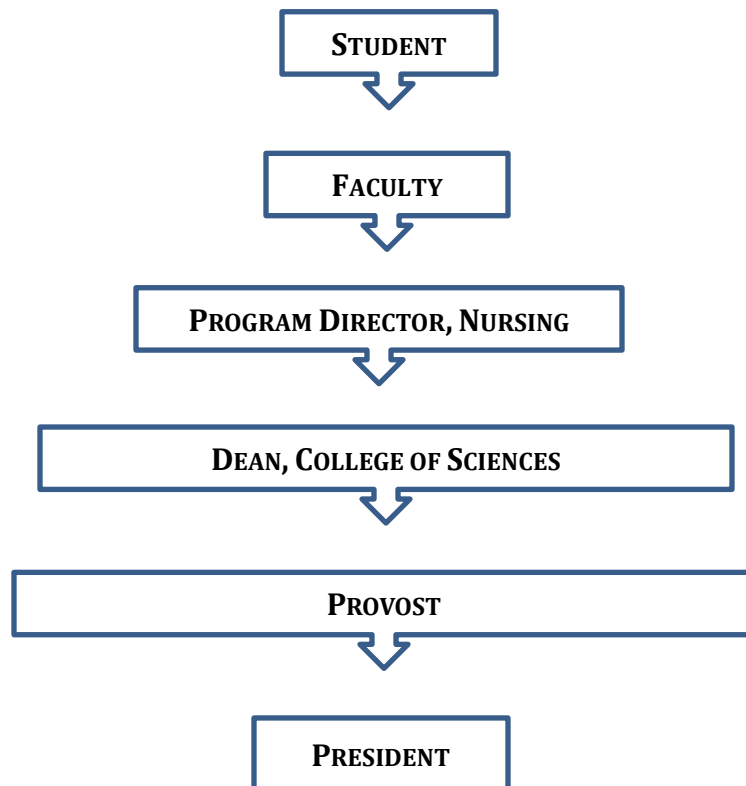 STUDENT
FACULTY
PROGRAM DIRECTOR, NURSING
DEAN, COLLEGE OF SCIENCES
PROVOST
PRESIDENT